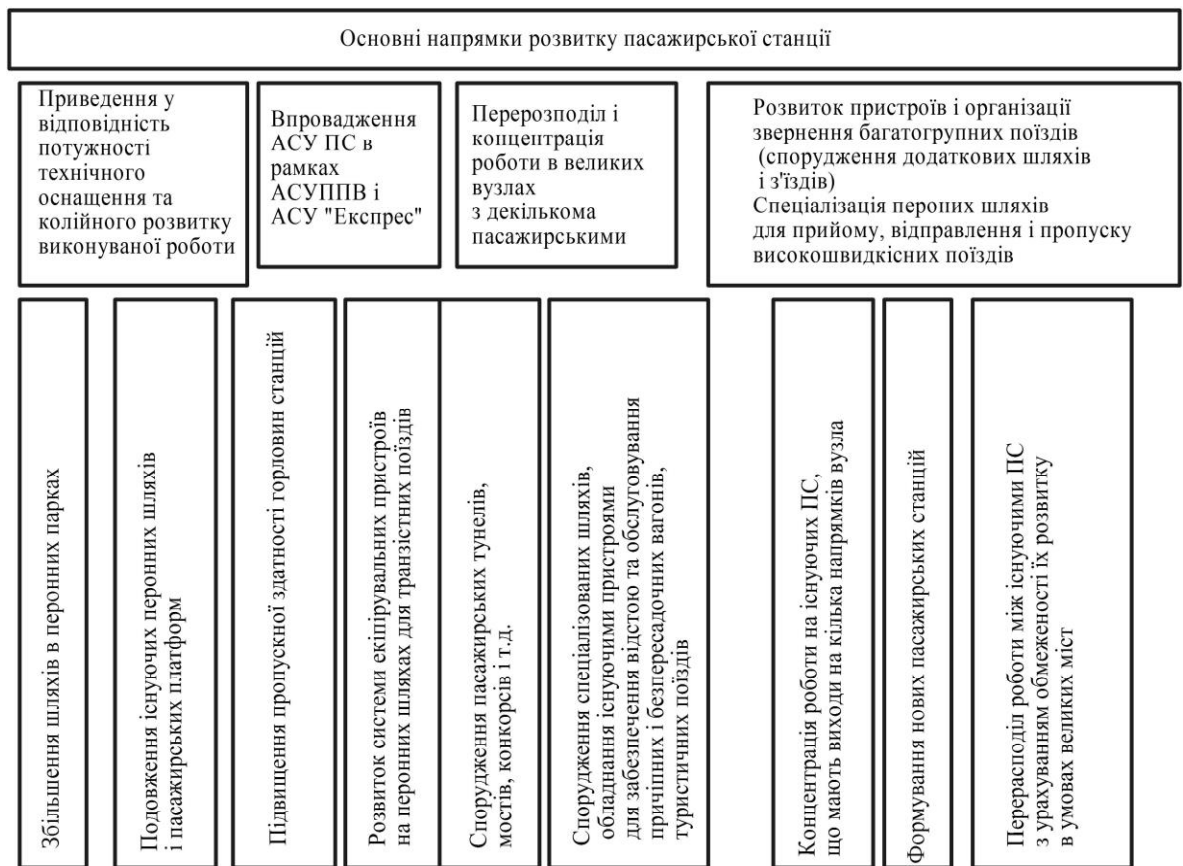 Основні напрямки розвитку пасажирської станції
Приведення у
відповідність
потужності
технічного
оснащення та
колійного розвитку
виконуваної роботи
Впровадження
АСУ ПС в
рамках
АСУППВ і
АСУ "Експрес"
Перерозподіл і
концентрація
роботи в великих
вузлах
з декількома
пасажирськими
Розвиток пристроїв і організації
звернення багатогрупних поїздів
(спорудження додаткових шляхів
і з'їздів)
Спеціалізація перопих шляхів
для прийому, відправлення і пропуску
високошвидкісних поїздів
Збільшення шляхів в перонних парках
Подовження існуючих перонних шляхів
і пасажирських платформ
Підвищення пропускної здатності горловин станцій
Розвиток системи екіпірувальних пристроїв
на перонних шляхах для транзістних поїздів
Спорудження пасажирських тунелів,
мостів, конкорсів і т.д.
Спорудження спеціалізованих шляхів,
обладнання існуючими пристроями
для забезпечення відстою та обслуговування
причіпних і безпересадочних вагонів,
туристичних поїздів
Концентрація роботи на існуючих ПС,
що мають виходи на кілька напрямків вузла
Формування нових пасажирських станцій
Перерасподіл роботи між існуючими ПС
з урахуванням обмеженості їх розвитку
в умовах великих міст